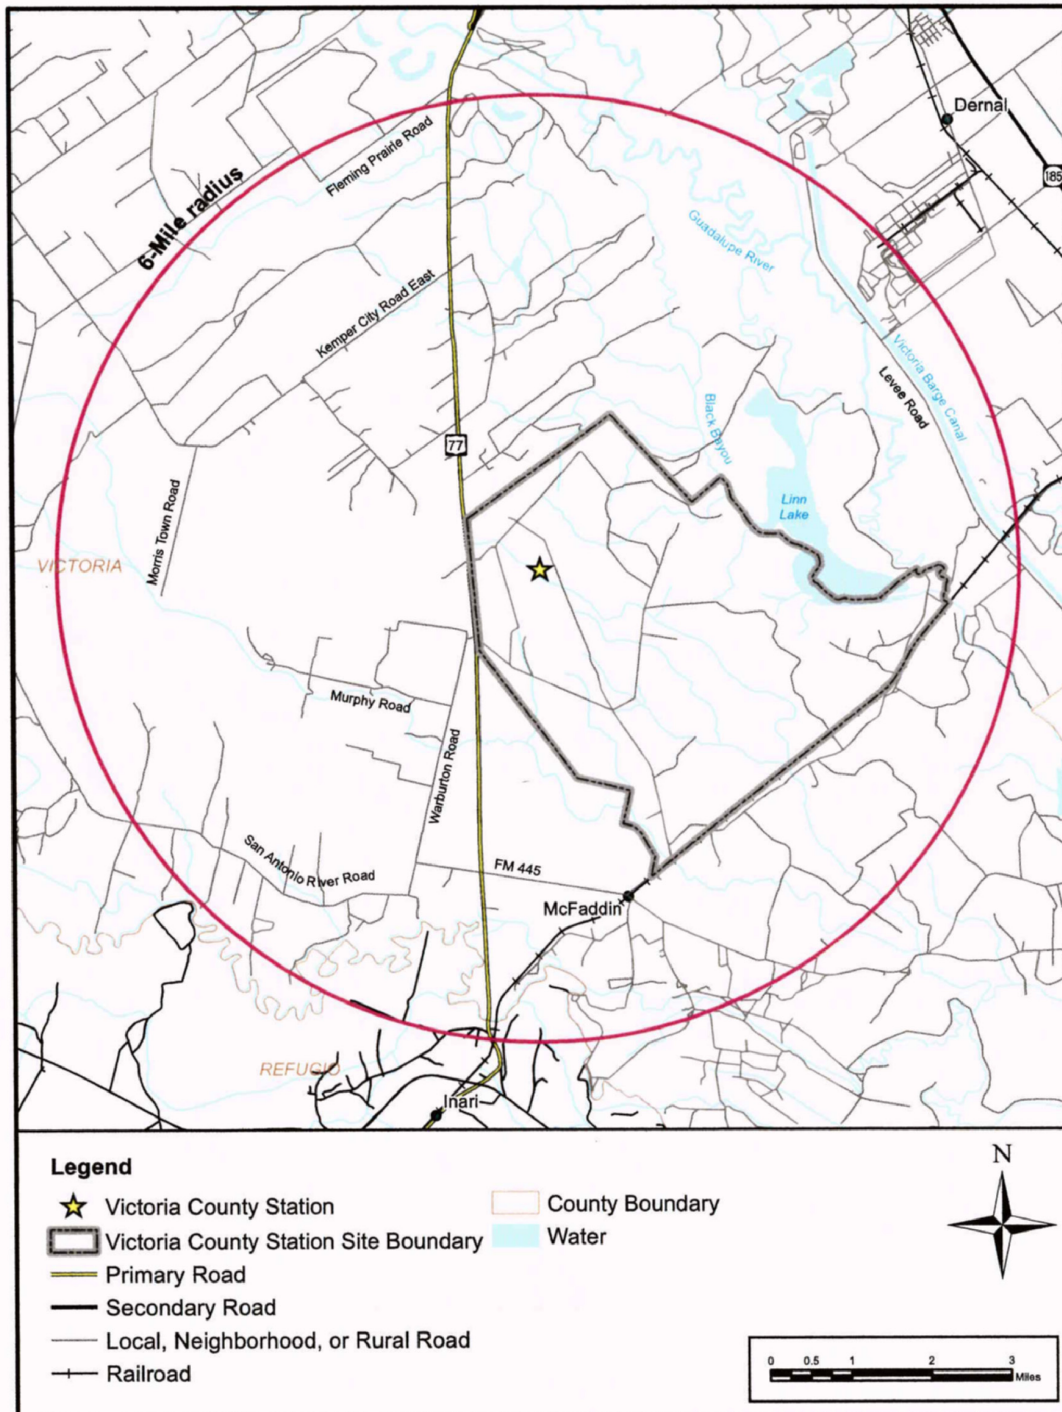 Dernal
185
Fleming Prairie Road
6-Mile radius
Guadalupe River
Kemper City Road East
Victoria Barge Canal
Levee Road
Black Bayou
77
Linn
Lake
Morris Town Road
VICTORIA
Murphy Road
Warburton Road
San Antonio River Road
FM 445
McFaddin
REFUGIO
Inari
Legend
Victoria County Station
Victoria County Station Site Boundary
Primary Road
Secondary Road
Local, Neighborhood, or Rural Road
Railroad
County Boundary
Water
N
0 0.5 1 2 3
Miles